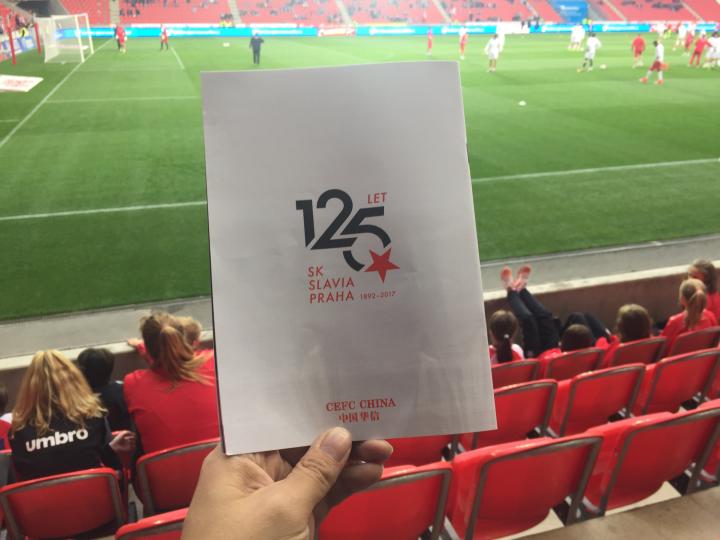 125 LET
SK
SLAVIA
PRAHA 1892–2017
CEFC CHINA
中国华信
umbro